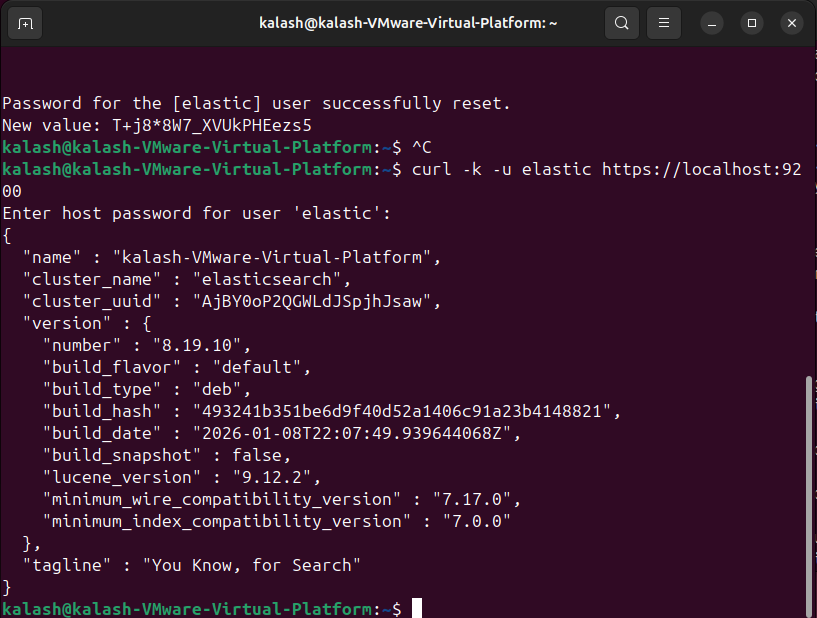 kalash@kalash-VMware-Virtual-Platform: ~
Password for the [elastic] user successfully reset.
New value: T+j8*8W7_XVUkPHEezs5
kalash@kalash-VMware-Virtual-Platform:~$ ^C
kalash@kalash-VMware-Virtual-Platform:~$ curl -k -u elastic https://localhost:92
00
Enter host password for user 'elastic':
{
  "name" : "kalash-VMware-Virtual-Platform",
  "cluster_name" : "elasticsearch",
  "cluster_uuid" : "AjBY0oP2QGWLdJSpjhJsaw",
  "version" : {
    "number" : "8.19.10",
    "build_flavor" : "default",
    "build_type" : "deb",
    "build_hash" : "493241b351be6d9f40d52a1406c91a23b4148821",
    "build_date" : "2026-01-08T22:07:49.939644068Z",
    "build_snapshot" : false,
    "lucene_version" : "9.12.2",
    "minimum_wire_compatibility_version" : "7.17.0",
    "minimum_index_compatibility_version" : "7.0.0"
  },
  "tagline" : "You Know, for Search"
}
kalash@kalash-VMware-Virtual-Platform:~$